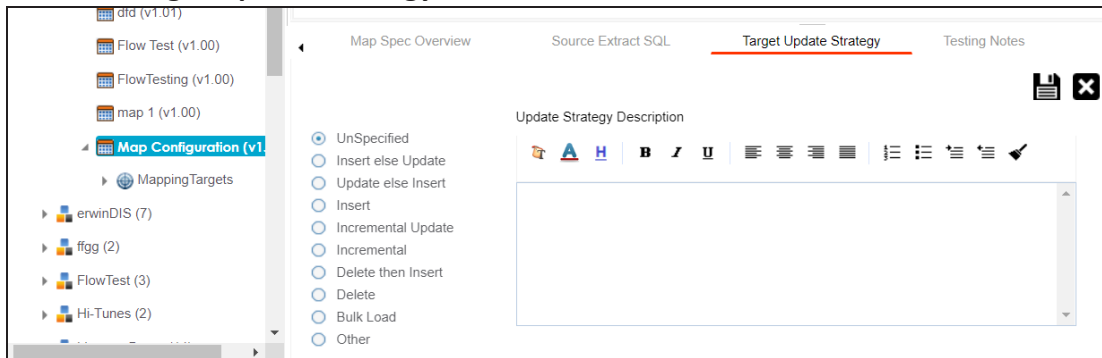 dfd (v1.01)
Flow Test (v1.00)
FlowTesting (v1.00)
map 1 (v1.00)
Map Configuration (v1.
MappingTargets
erwinDIS (7)
ffgg (2)
FlowTest (3)
Hi-Tunes (2)
Map Spec Overview
Source Extract SQL
Target Update Strategy
Testing Notes
Update Strategy Description
UnSpecified
Insert else Update
Update else Insert
Insert
Incremental Update
Incremental
Delete then Insert
Delete
Bulk Load
Other
A H B I U